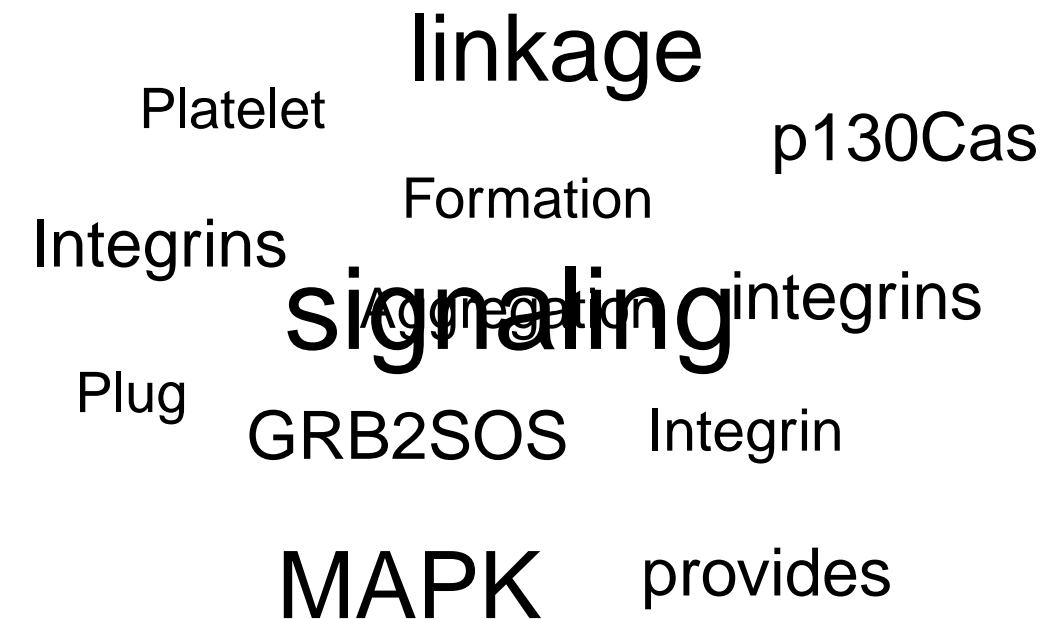 linkage
Platelet
p130Cas
Formation
Integrins
signaling
Aggregation
integrins
Plug
GRB2SOS
Integrin
MAPK
provides